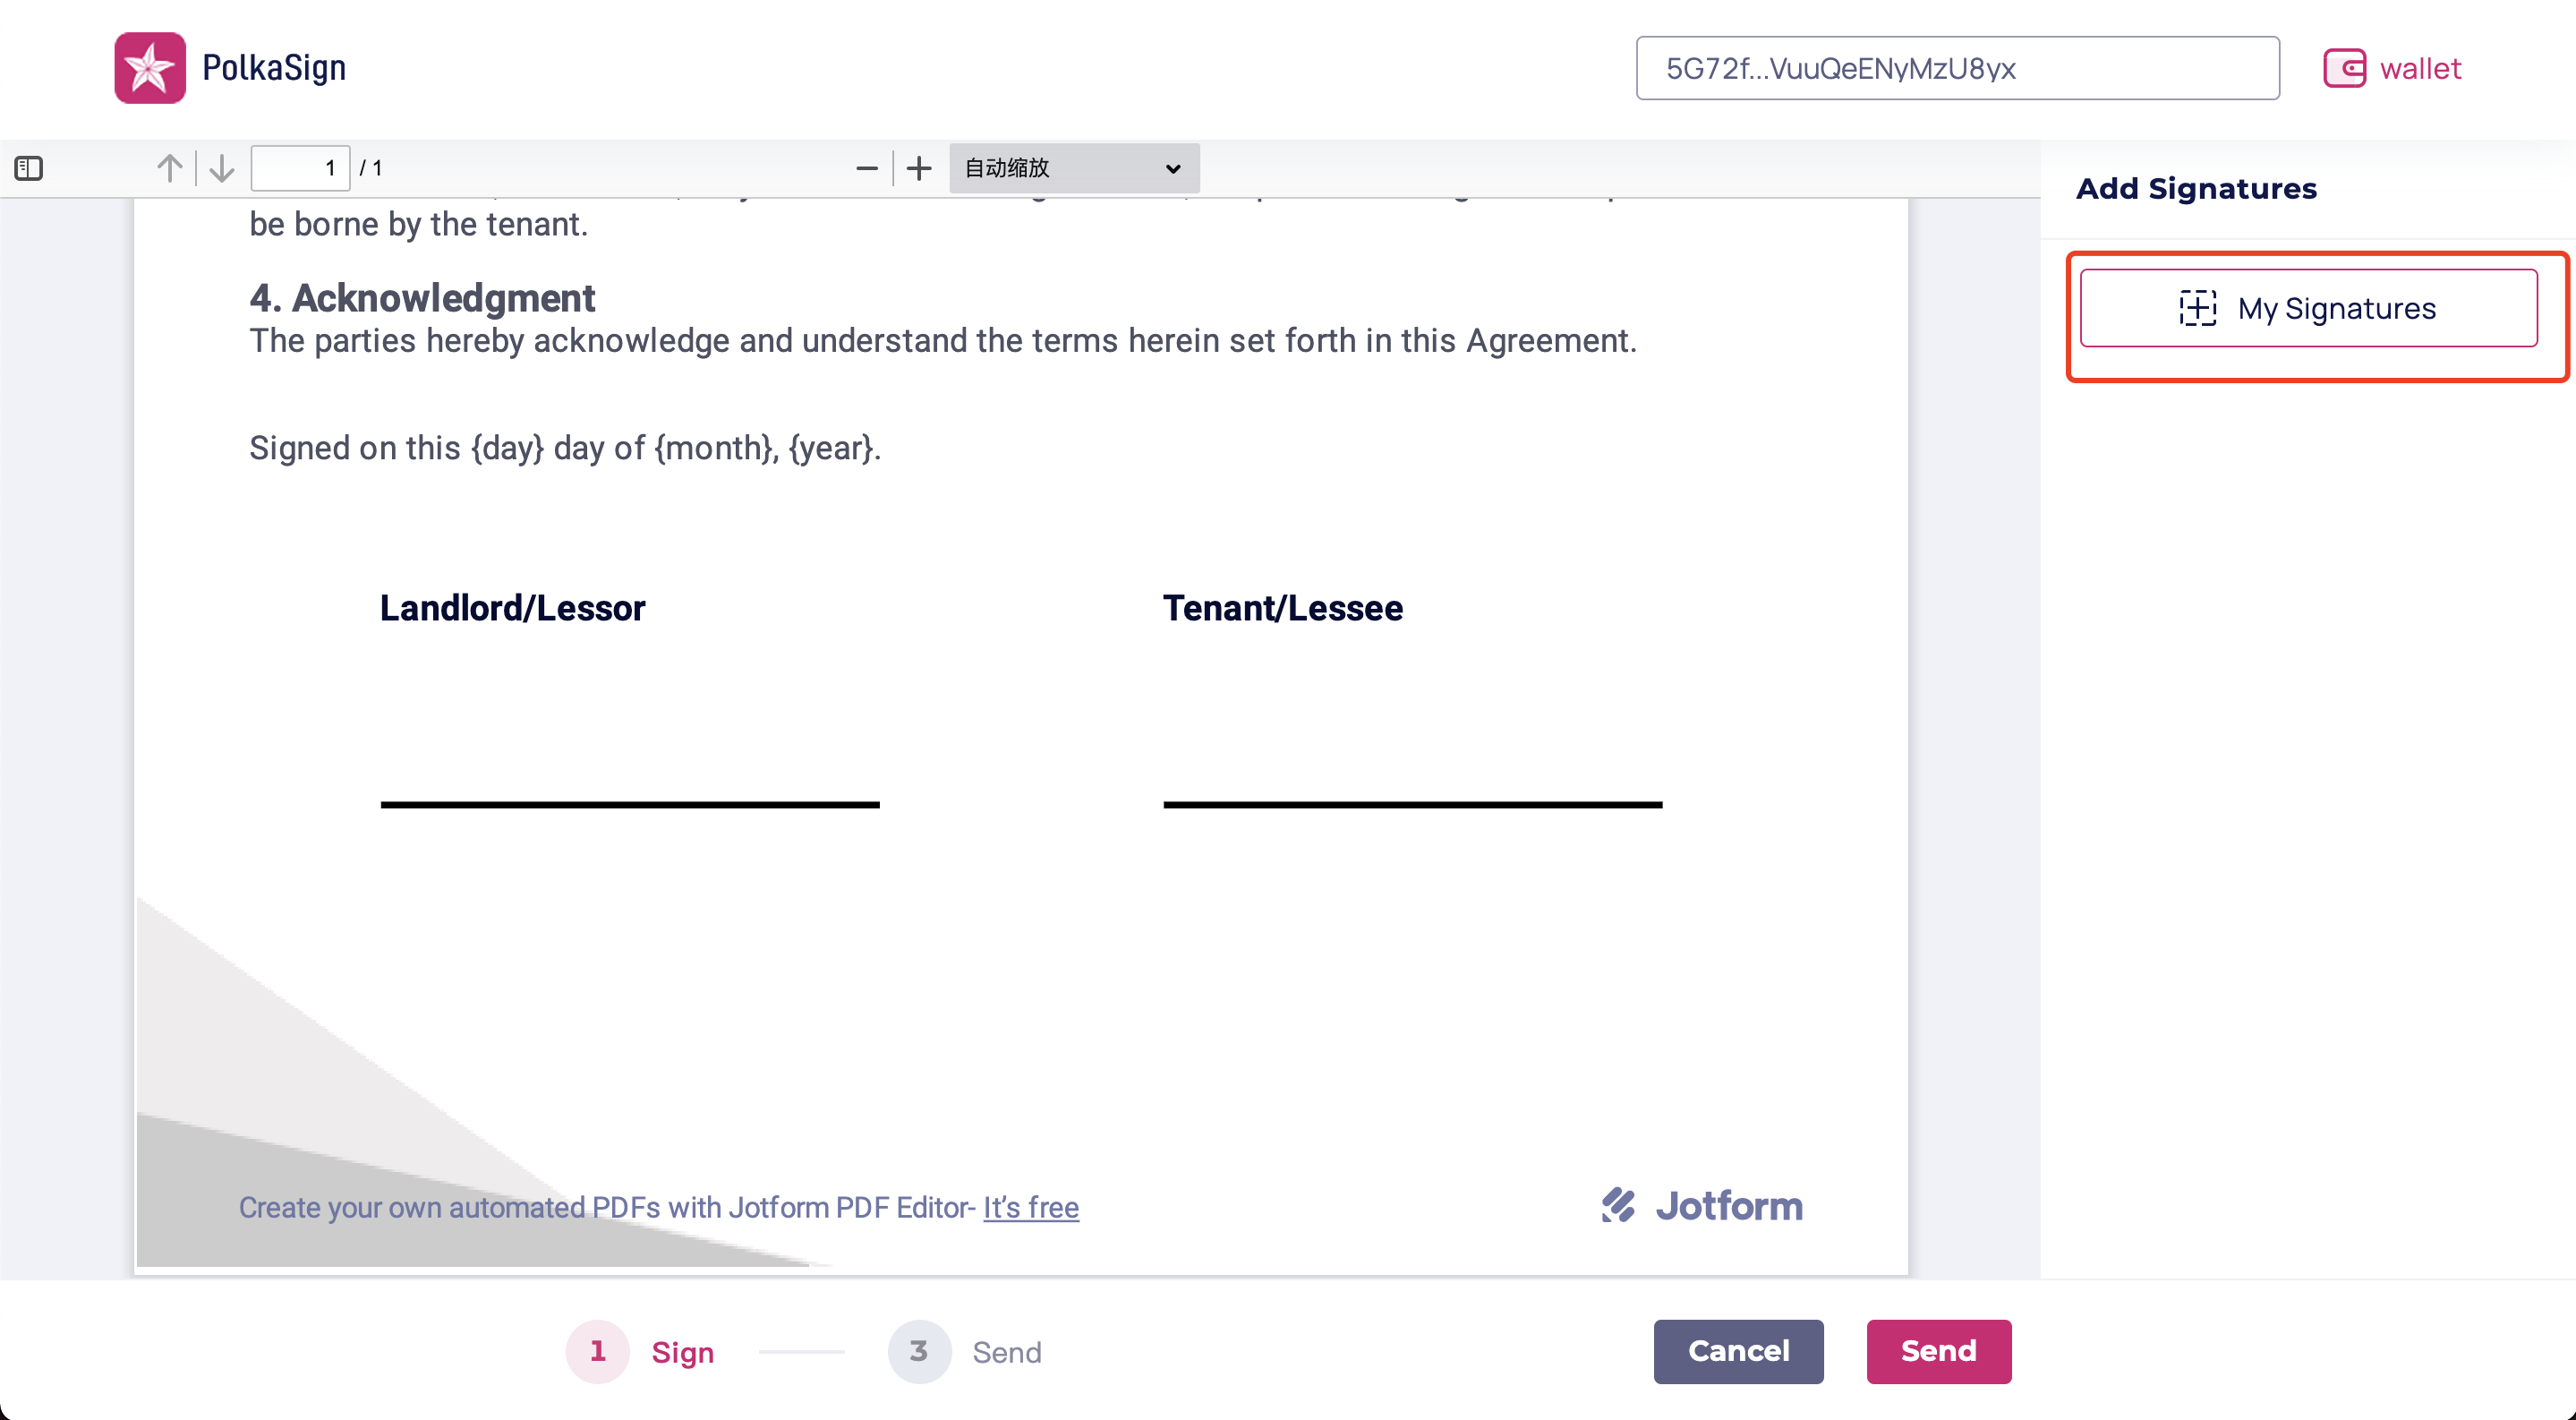 PolkaSign
5G72f...VuuQeENyMzU8yx
wallet
1 / 1
自动缩放
Add Signatures
be borne by the tenant.
My Signatures
4. Acknowledgment
The parties hereby acknowledge and understand the terms herein set forth in this Agreement.
Signed on this {day} day of {month}, {year}.
Landlord/Lessor
Tenant/Lessee
Create your own automated PDFs with Jotform PDF Editor- It's free
Jotform
1 Sign
3 Send
Cancel
Send